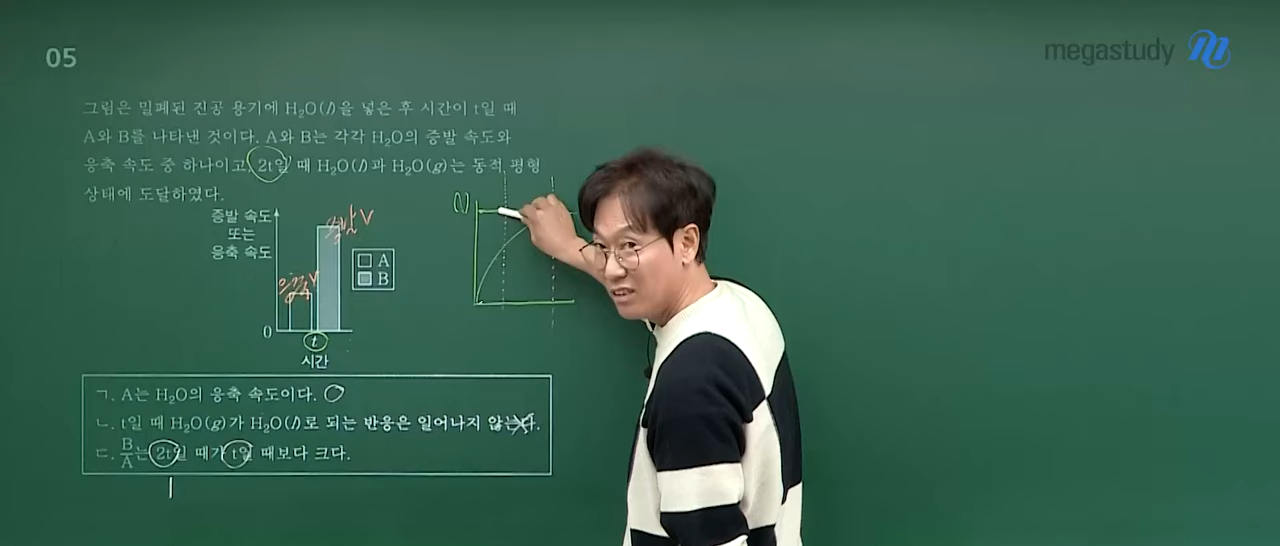 05
megastudy
그림은 밀폐된 진공 용기에 H₂O(l)을 넣은 후 시간이 t일 때
A와 B를 나타낸 것이다. A와 B는 각각 H₂O의 증발 속도와
응축 속도 중 하나이고, 2t일 때 H₂O(l)과 H₂O(g)는 동적 평형
상태에 도달하였다.
증발 속도
또는
응축 속도
A
B
0
t
시간
ㄱ. A는 H₂O의 응축 속도이다.
ㄴ. t일 때 H₂O(g)가 H₂O(l)로 되는 반응은 일어나지 않는다.
ㄷ. B/A는 2t일 때가 t일 때보다 크다.
1